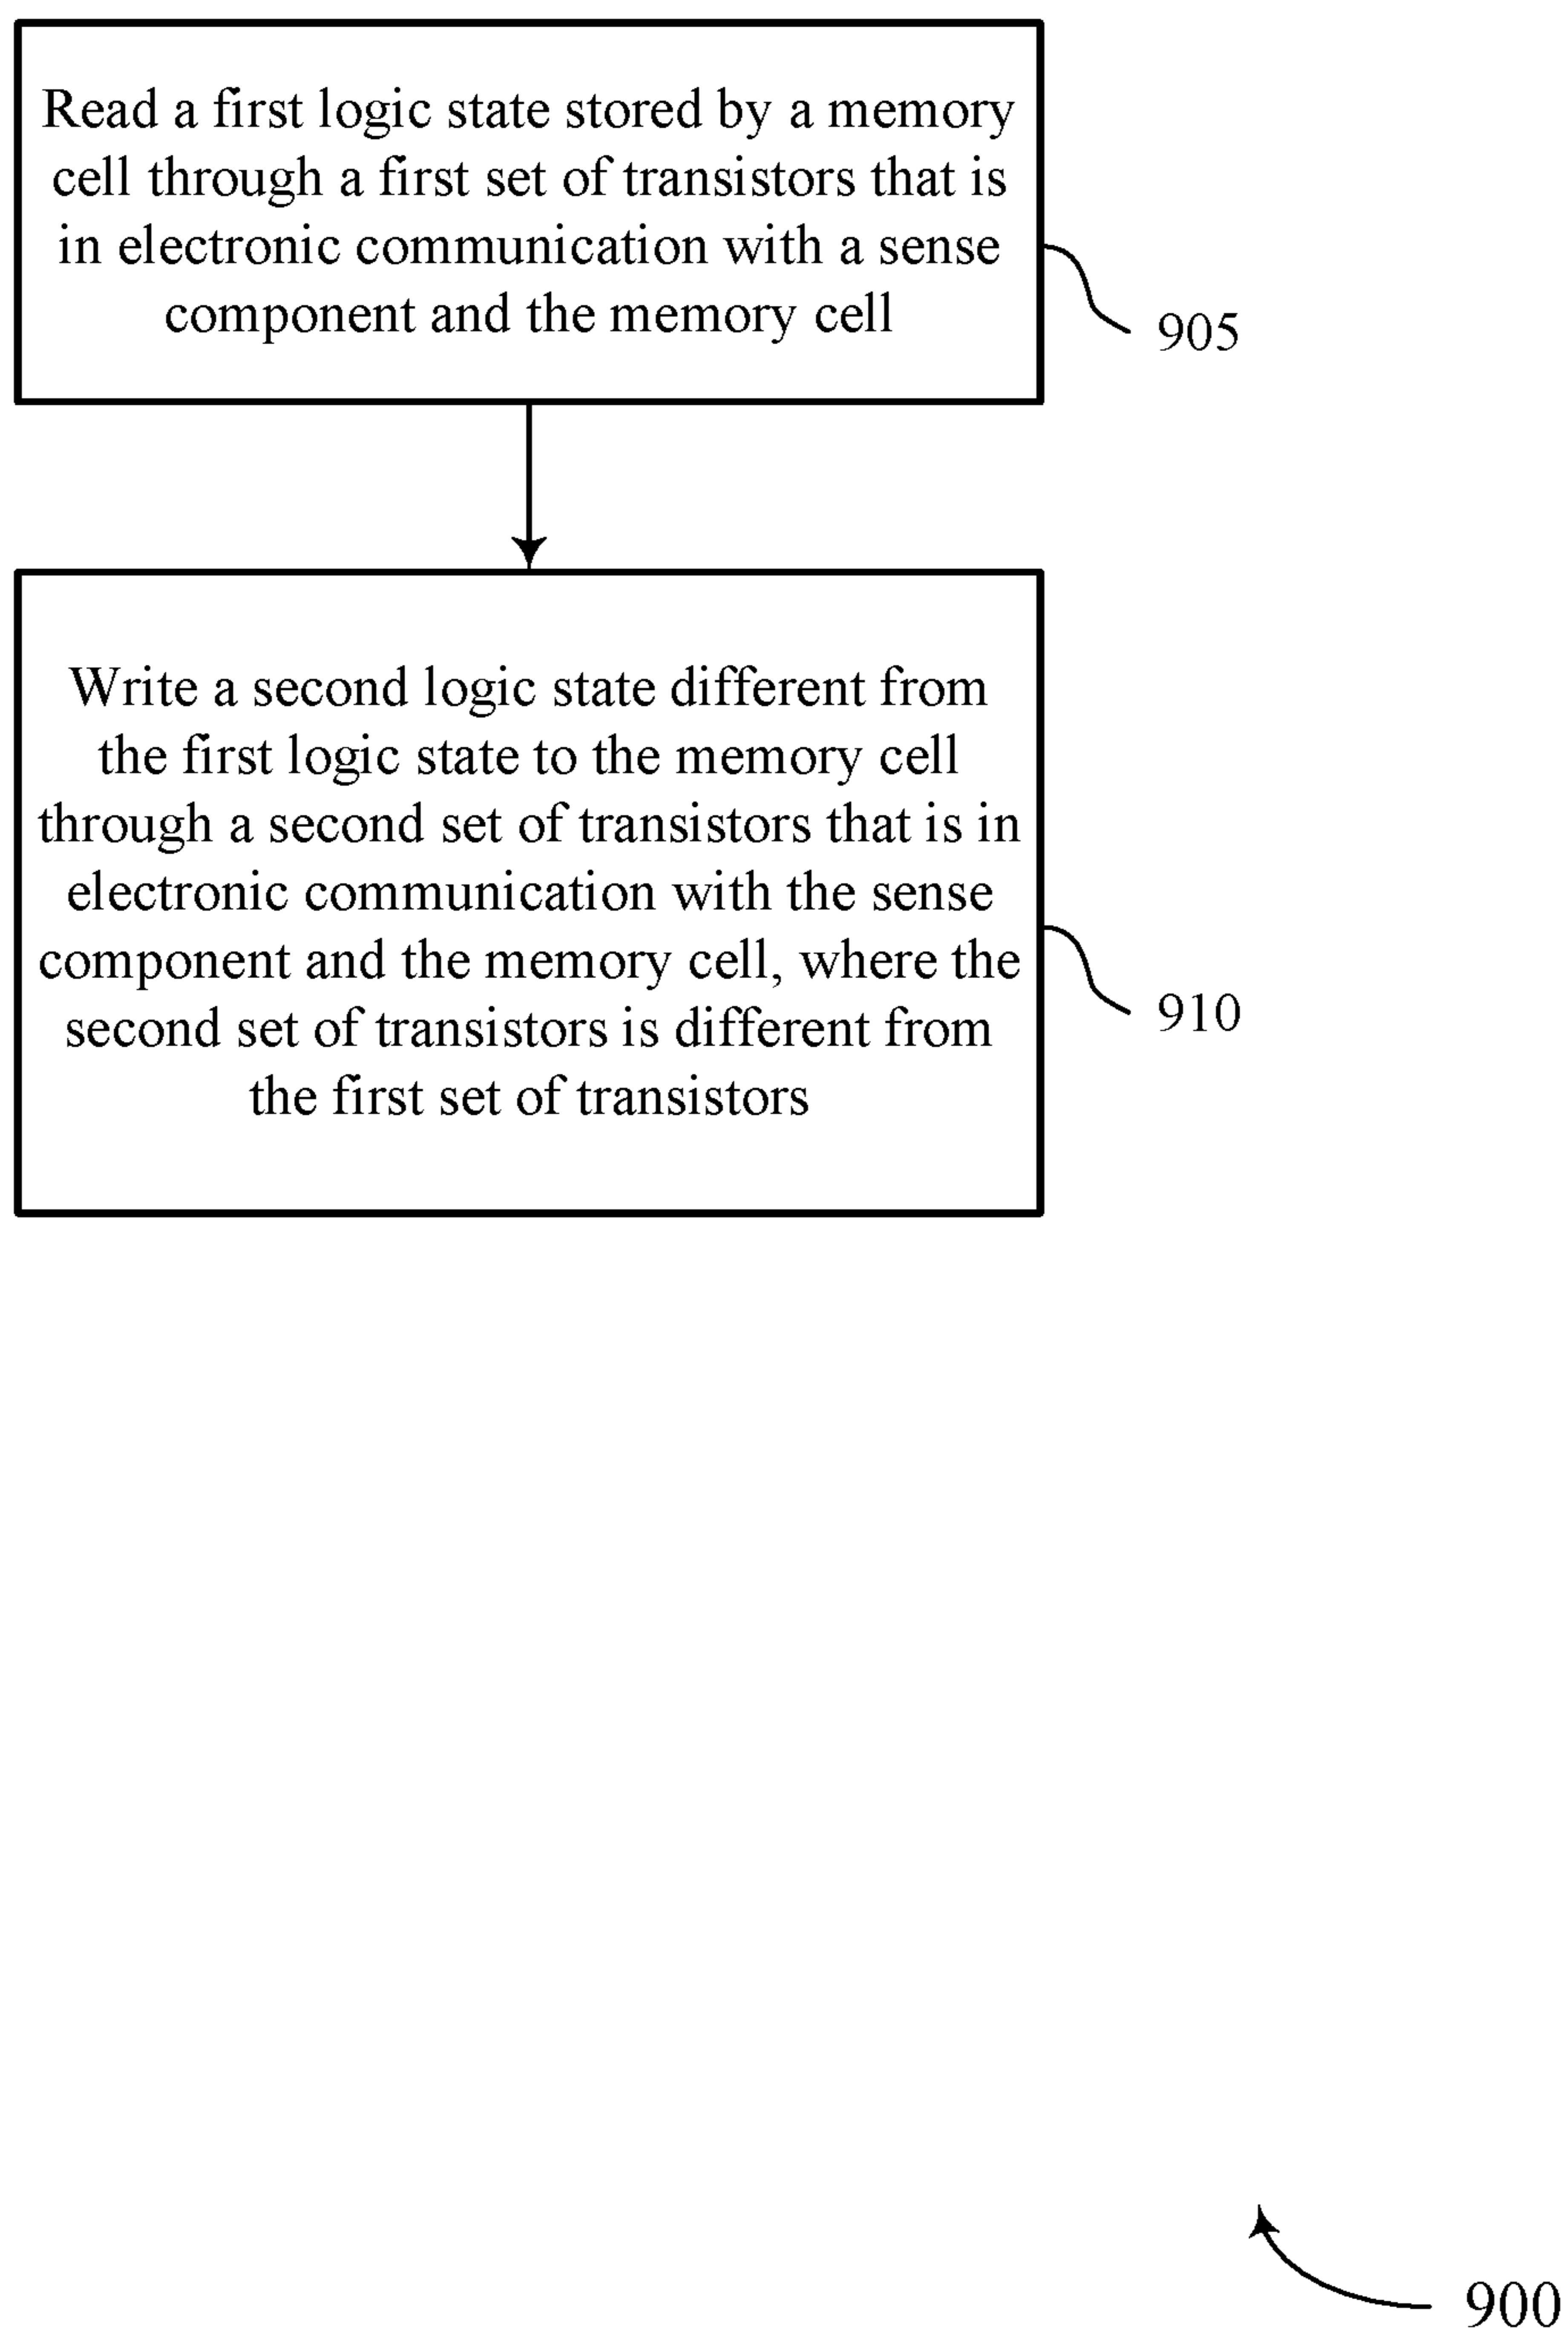 Read a first logic state stored by a memory
cell through a first set of transistors that is
in electronic communication with a sense
component and the memory cell
905
Write a second logic state different from
the first logic state to the memory cell
through a second set of transistors that is in
electronic communication with the sense
component and the memory cell, where the
second set of transistors is different from
the first set of transistors
910
900